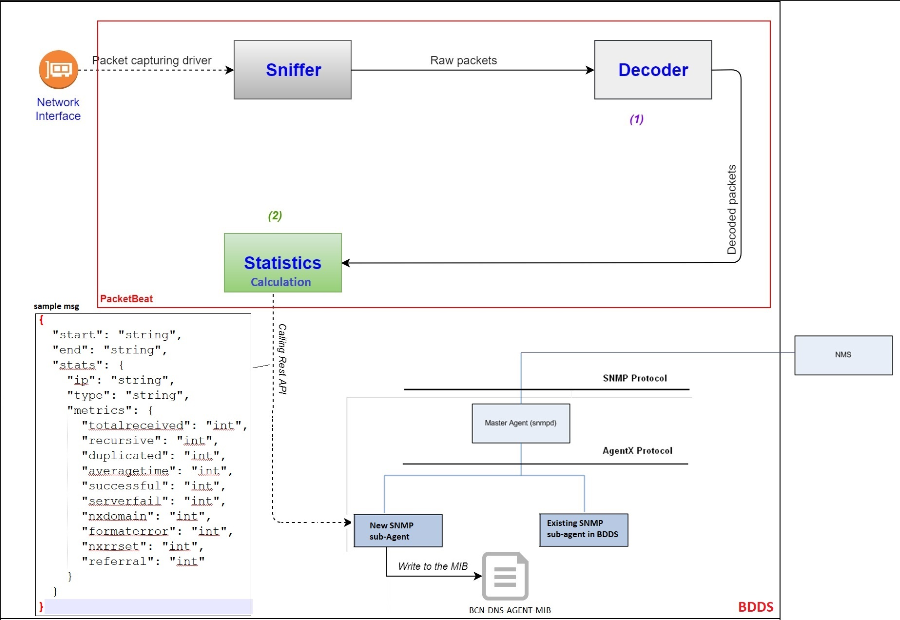 Packet capturing driver
Sniffer
Raw packets
Decoder
Network
Interface
(1)
Decoded packets
(2)
Statistics
Calculation
PacketBeat
sample msg
{
"start": "string",
"end": "string",
"stats": {
"ip": "string",
"type": "string",
"metrics": {
"totalreceived": "int",
"recursive": "int",
"duplicated": "int",
"averagetime": "int",
"successful": "int",
"serverfail": "int",
"nxdomain": "int",
"formaterror": "int",
"nxrrset": "int",
"referral": "int"
}
}
}
Calling Rest API
NMS
SNMP Protocol
Master Agent (snmpd)
AgentX Protocol
New SNMP
sub-Agent
Existing SNMP
sub-agent in BDDS
Write to the MIB
BCN DNS AGENT MIB
BDDS